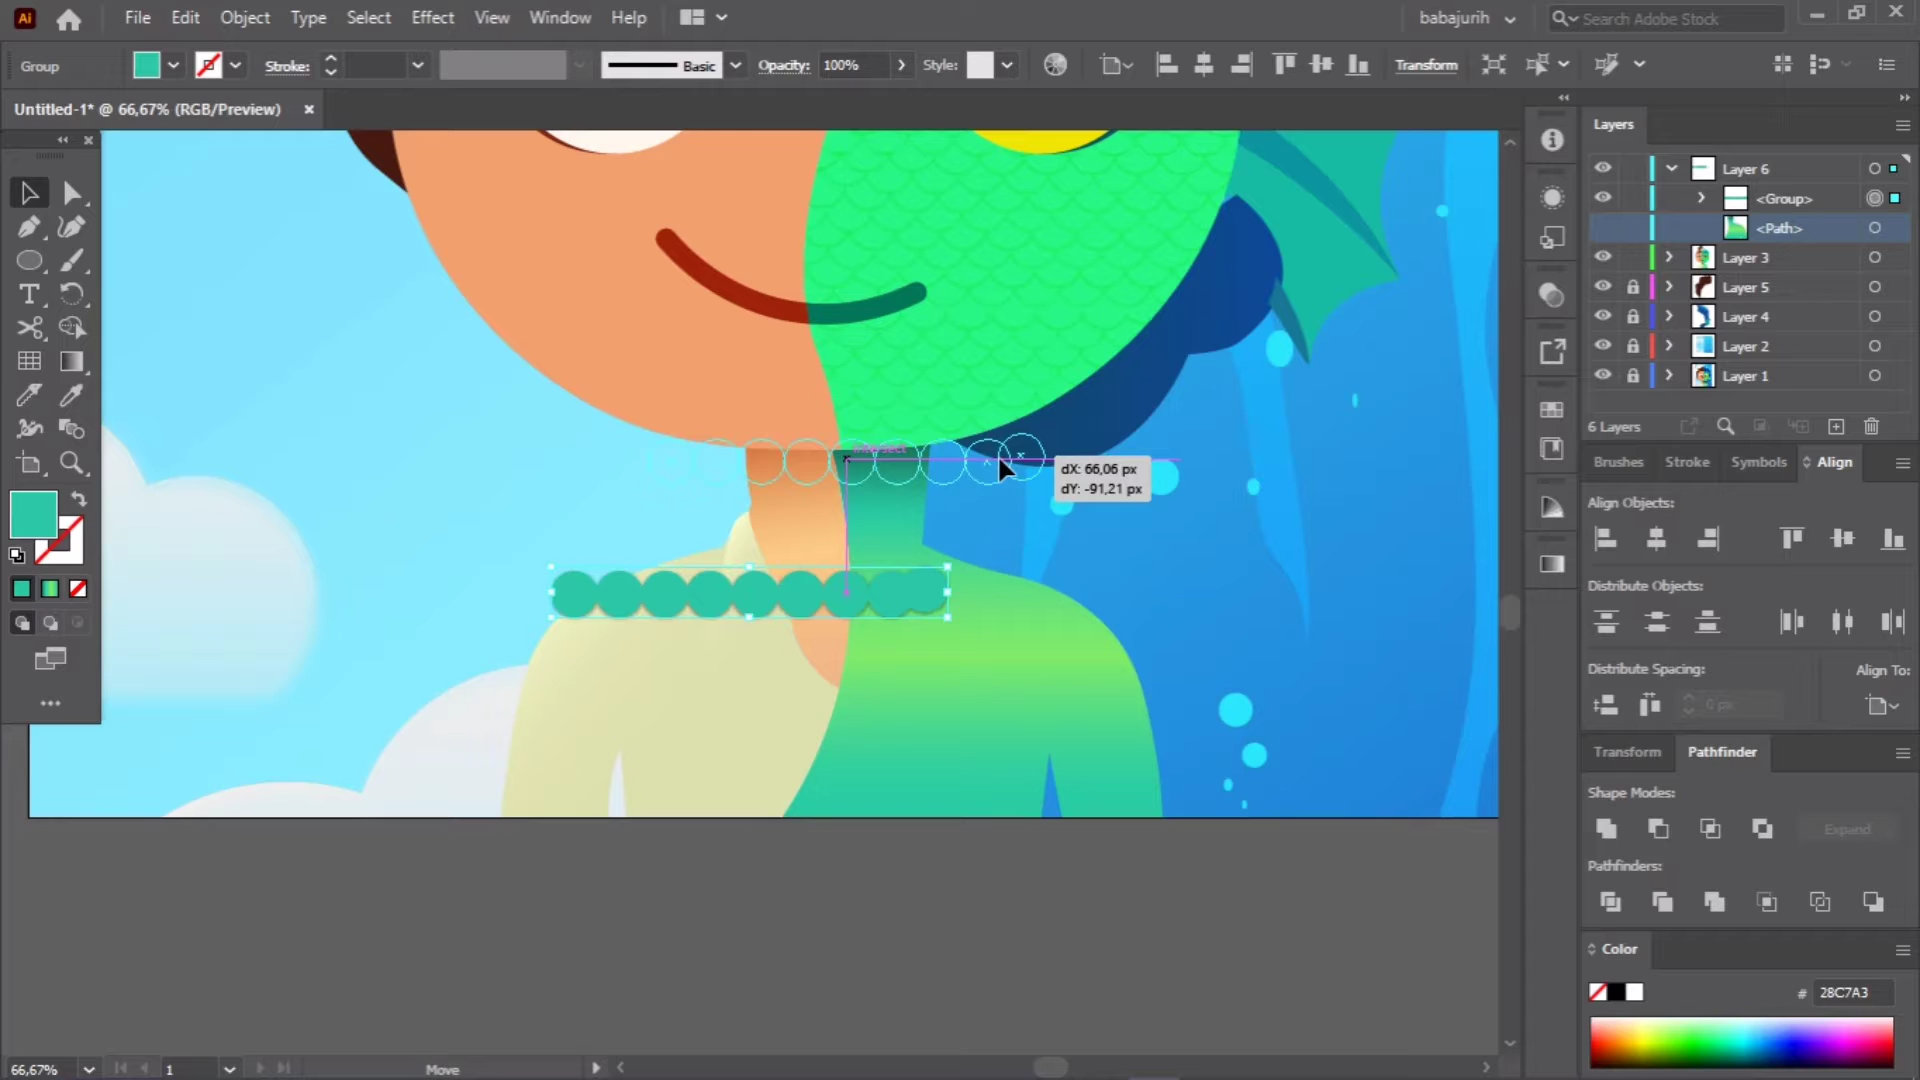 Ai
File Edit Object Type Select Effect View Window Help
babajurih
Search Adobe Stock
Group
Stroke:
Basic
Opacity:
100%
Style:
Transform
Untitled-1* @ 66,67% (RGB/Preview)
Layers
Layer 6
<Group>
<Path>
Layer 3
Layer 5
Layer 4
Layer 2
Layer 1
6 Layers
intersect
dX: 66,06 px
dY: -91,21 px
Brushes Stroke Symbols Align
Align Objects:
Distribute Objects:
Distribute Spacing:
Align To:
0 px
Transform Pathfinder
Shape Modes:
Expand
Pathfinders:
Color
# 28C7A3
66,67%
1
Move